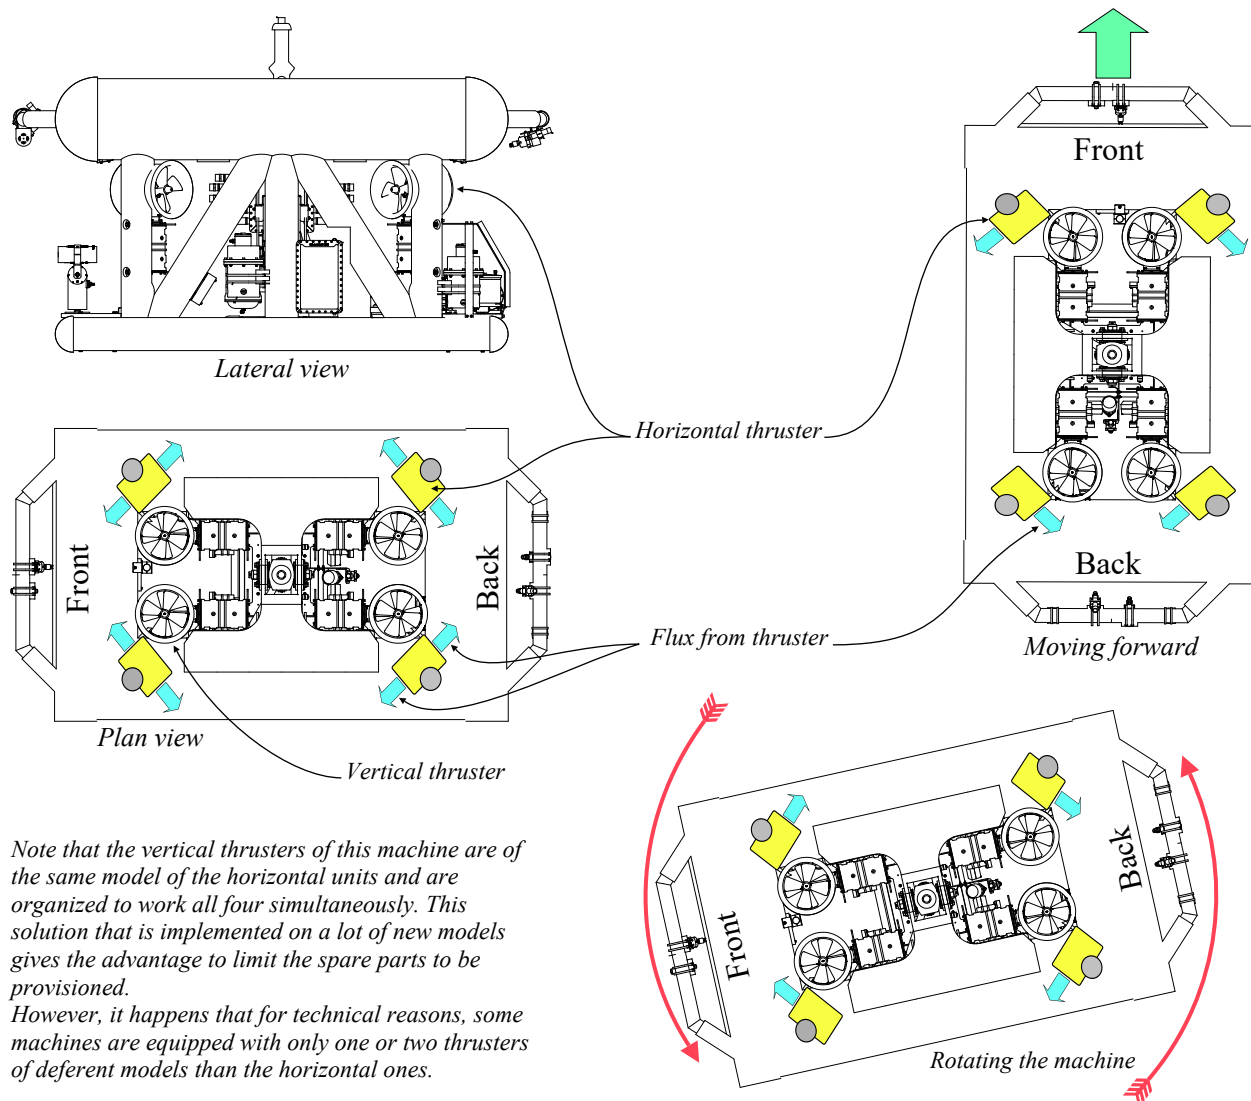 Front
Lateral view
Horizontal thruster
Front
Back
Back
Flux from thruster
Moving forward
Plan view
Vertical thruster
Note that the vertical thrusters of this machine are of
the same model of the horizontal units and are
organized to work all four simultaneously. This
solution that is implemented on a lot of new models
gives the advantage to limit the spare parts to be
provisioned.
However, it happens that for technical reasons, some
machines are equipped with only one or two thrusters
of deferent models than the horizontal ones.
Back
Front
Rotating the machine